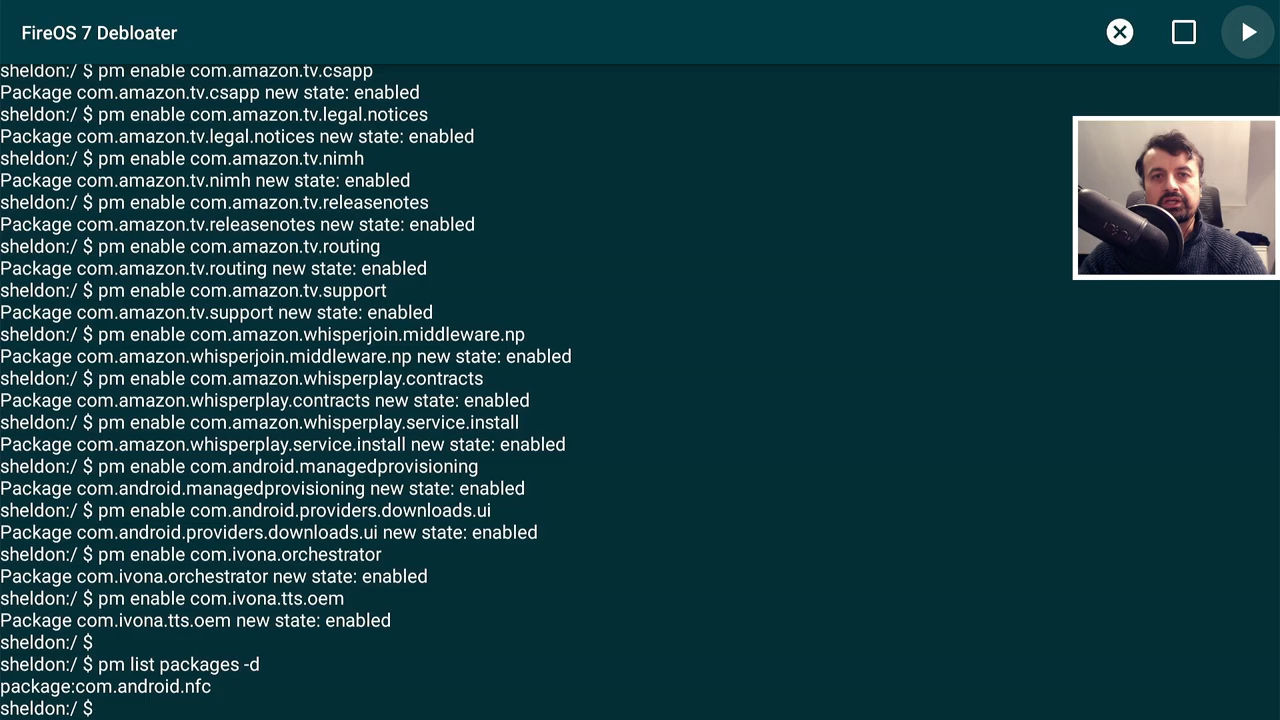 FireOS 7 Debloater
sheldon:/ $ pm enable com.amazon.tv.csapp
Package com.amazon.tv.csapp new state: enabled
sheldon:/ $ pm enable com.amazon.tv.legal.notices
Package com.amazon.tv.legal.notices new state: enabled
sheldon:/ $ pm enable com.amazon.tv.nimh
Package com.amazon.tv.nimh new state: enabled
sheldon:/ $ pm enable com.amazon.tv.releasenotes
Package com.amazon.tv.releasenotes new state: enabled
sheldon:/ $ pm enable com.amazon.tv.routing
Package com.amazon.tv.routing new state: enabled
sheldon:/ $ pm enable com.amazon.tv.support
Package com.amazon.tv.support new state: enabled
sheldon:/ $ pm enable com.amazon.whisperjoin.middleware.np
Package com.amazon.whisperjoin.middleware.np new state: enabled
sheldon:/ $ pm enable com.amazon.whisperplay.contracts
Package com.amazon.whisperplay.contracts new state: enabled
sheldon:/ $ pm enable com.amazon.whisperplay.service.install
Package com.amazon.whisperplay.service.install new state: enabled
sheldon:/ $ pm enable com.android.managedprovisioning
Package com.android.managedprovisioning new state: enabled
sheldon:/ $ pm enable com.android.providers.downloads.ui
Package com.android.providers.downloads.ui new state: enabled
sheldon:/ $ pm enable com.ivona.orchestrator
Package com.ivona.orchestrator new state: enabled
sheldon:/ $ pm enable com.ivona.tts.oem
Package com.ivona.tts.oem new state: enabled
sheldon:/ $
sheldon:/ $ pm list packages -d
package:com.android.nfc
sheldon:/ $